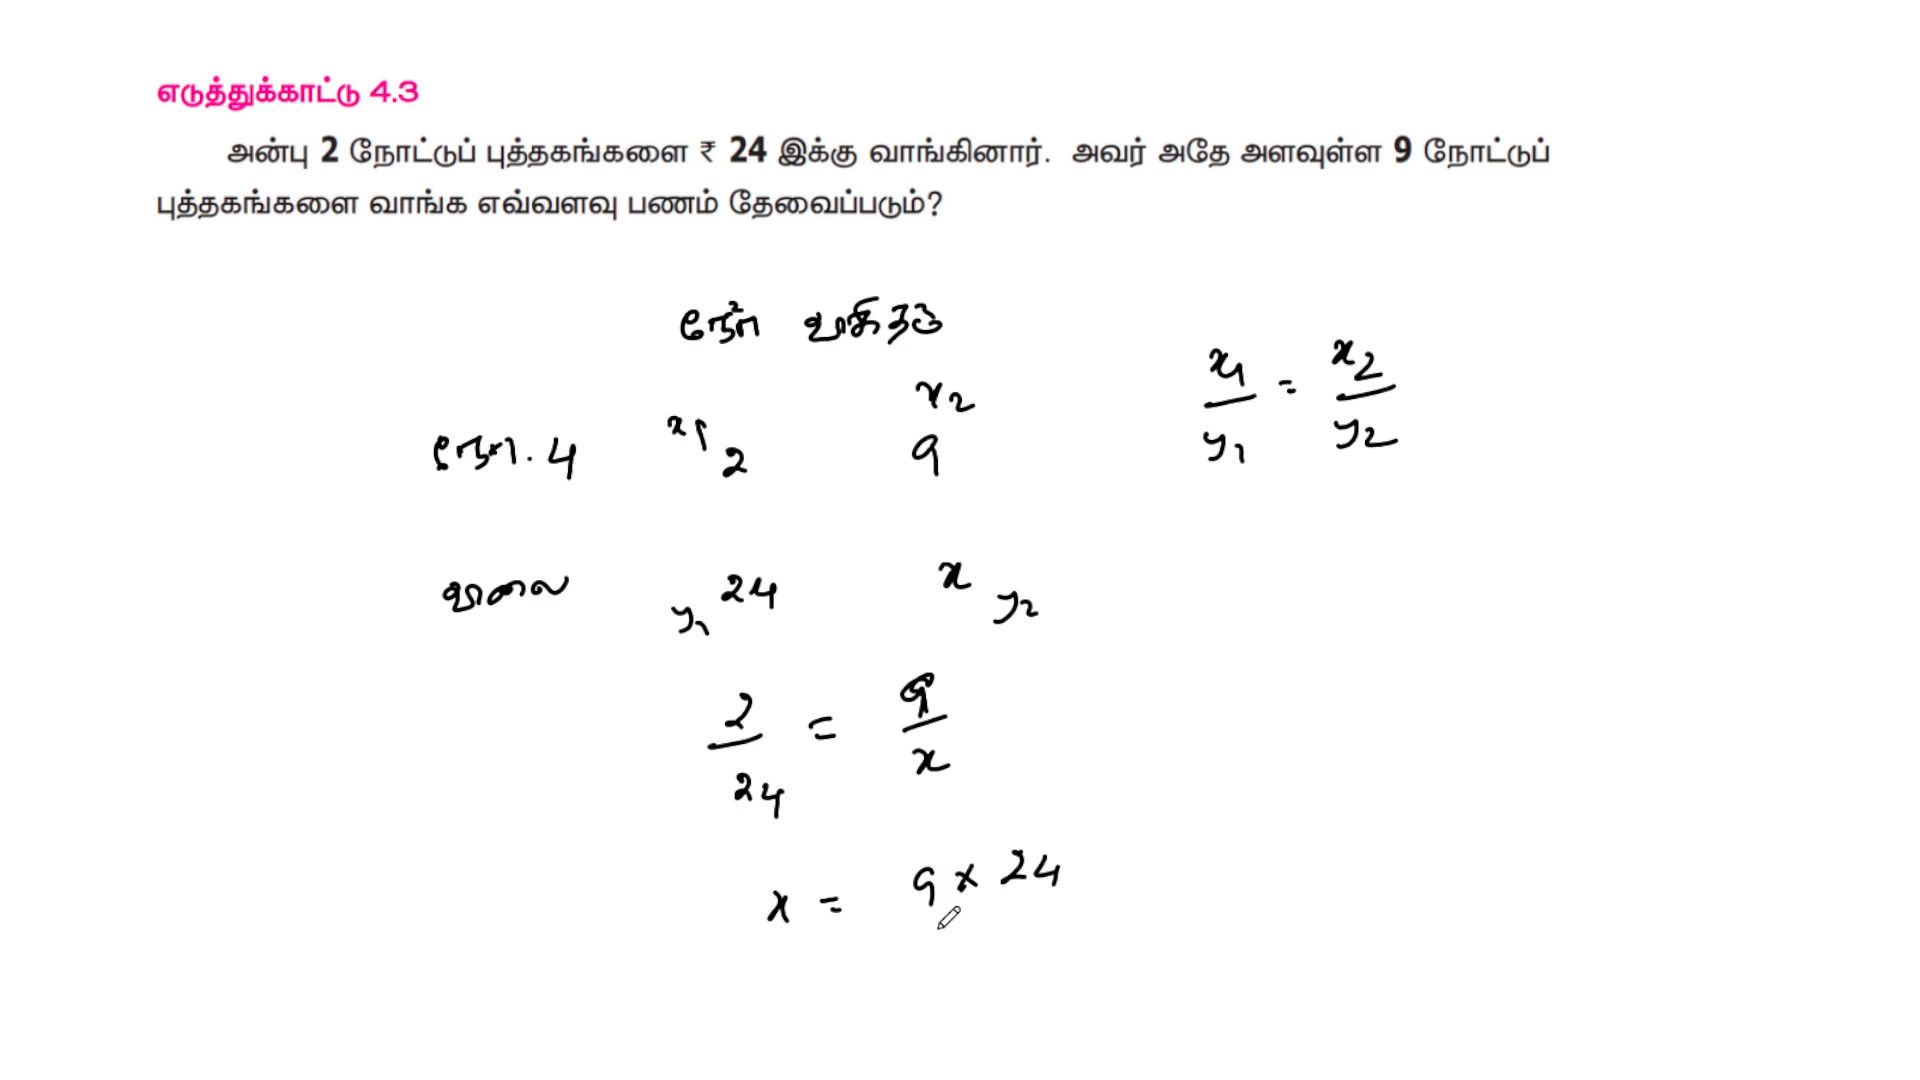 எடுத்துக்காட்டு 4.3
அன்பு 2 நோட்டுப் புத்தகங்களை ₹ 24 இக்கு வாங்கினார். அவர் அதே அளவுள்ள 9 நோட்டுப்
புத்தகங்களை வாங்க எவ்வளவு பணம் தேவைப்படும்?
நேர் விகிதம்
x1/y1 = x2/y2
x1 x2
நோ.பு 2 9
விலை y1 24 x y2
2/24 = 9/x
x = 9 × 24